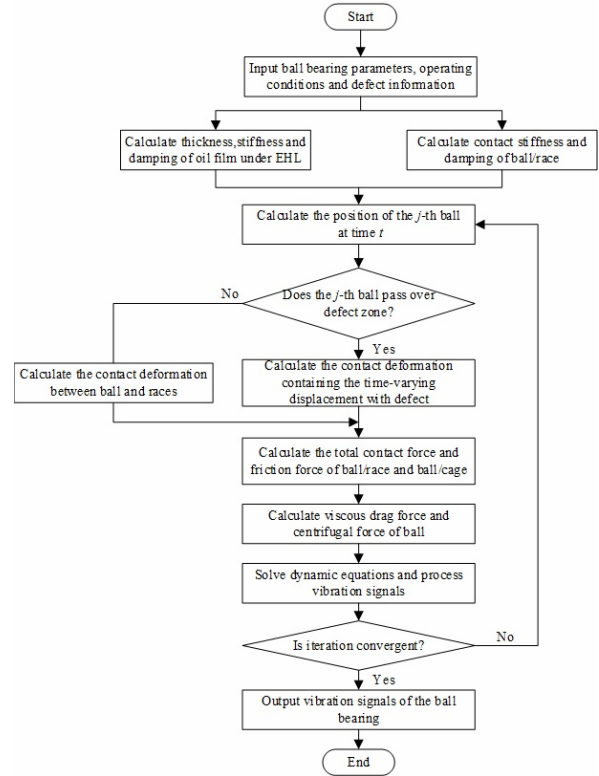 Start
Input ball bearing parameters, operating
conditions and defect information
Calculate thickness,stiffness and
damping of oil film under EHL
Calculate contact stiffness and
damping of ball/race
Calculate the position of the j-th ball
at time t
No
Does the j-th ball pass over
defect zone?
Yes
Calculate the contact deformation
between ball and races
Calculate the contact deformation
containing the time-varying
displacement with defect
Calculate the total contact force and
friction force of ball/race and ball/cage
Calculate viscous drag force and
centrifugal force of ball
Solve dynamic equations and process
vibration signals
Is iteration convergent?
No
Yes
Output vibration signals of the ball
bearing
End